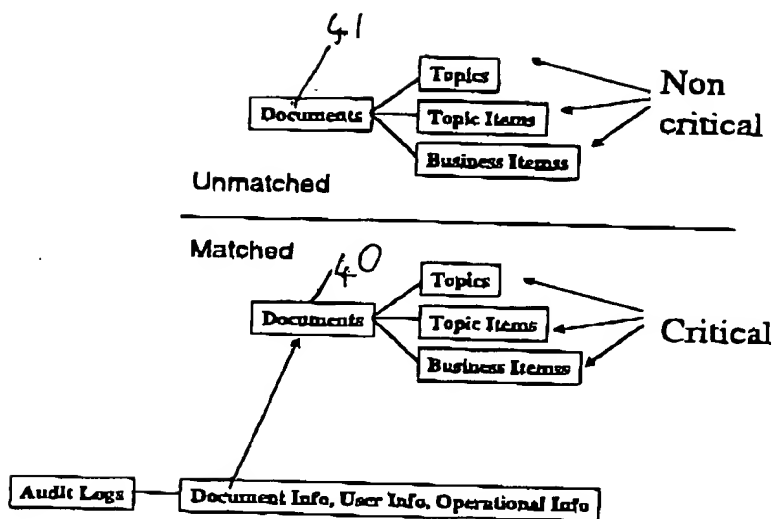 41
Topics
Non
critical
Documents
Topic Items
Business Itemss
Unmatched
Matched
40
Topics
Documents
Topic Items
Critical
Business Itemss
Audit Logs
Document Info, User Info, Operational Info